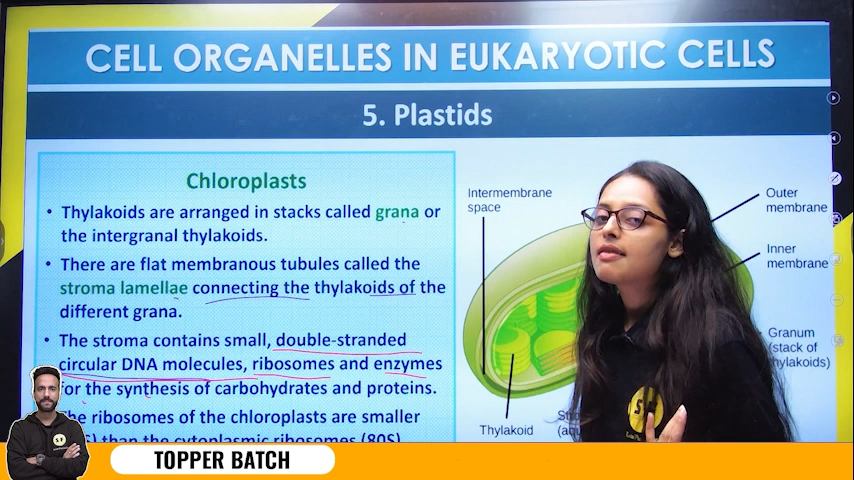 CELL ORGANELLES IN EUKARYOTIC CELLS
5. Plastids
Chloroplasts
• Thylakoids are arranged in stacks called grana or
the intergranal thylakoids.
• There are flat membranous tubules called the
stroma lamellae connecting the thylakoids of the
different grana.
• The stroma contains small, double-stranded
circular DNA molecules, ribosomes and enzymes
for the synthesis of carbohydrates and proteins.
The ribosomes of the chloroplasts are smaller
than the cytoplasmic ribosomes (80S)
Intermembrane
space
Outer
membrane
Inner
membrane
Granum
(stack of
thylakoids)
Thylakoid
TOPPER BATCH